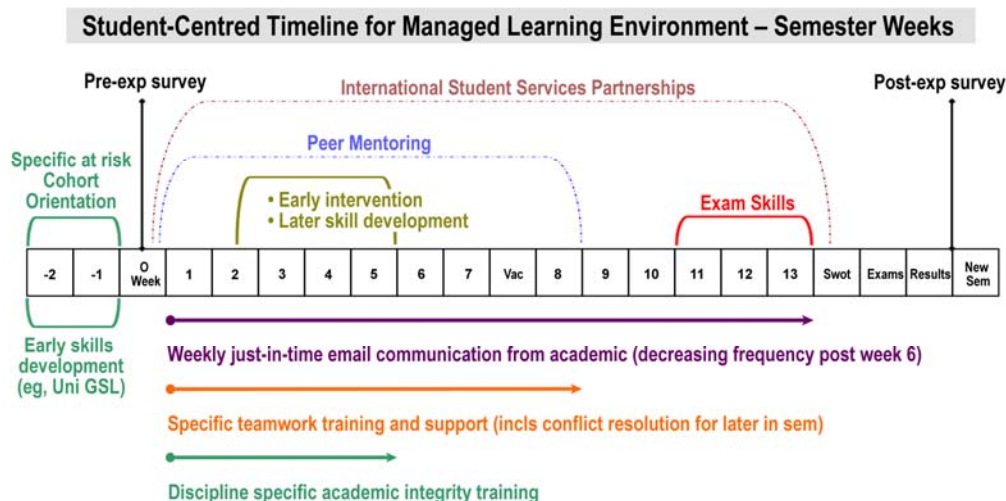 Student-Centred Timeline for Managed Learning Environment – Semester Weeks
Pre-exp survey
Post-exp survey
International Student Services Partnerships
Peer Mentoring
Specific at risk
Cohort
Orientation
• Early intervention
• Later skill development
Exam Skills
-2 -1 O Week 1 2 3 4 5 6 7 Vac 8 9 10 11 12 13 Swot Exams Results New Sem
Early skills
development
(eg, Uni GSL)
Weekly just-in-time email communication from academic (decreasing frequency post week 6)
Specific teamwork training and support (incls conflict resolution for later in sem)
Discipline specific academic integrity training